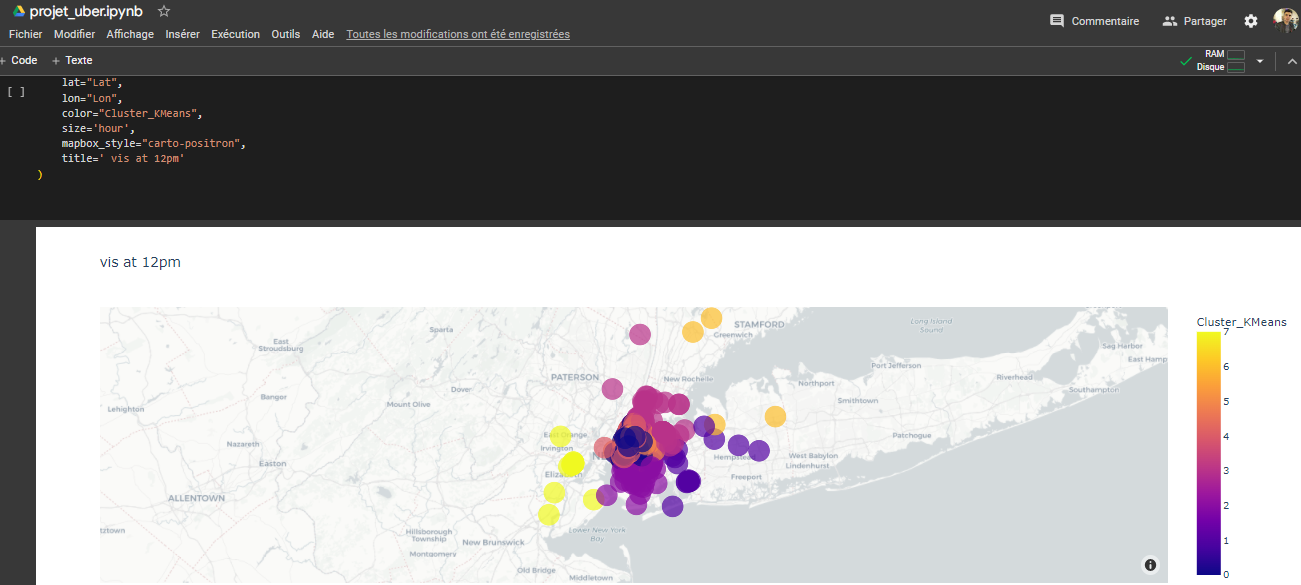 projet_uber.ipynb
Fichier Modifier Affichage Insérer Exécution Outils Aide Toutes les modifications ont été enregistrées
Commentaire Partager
+ Code + Texte
RAM
Disque
[ ]
lat="Lat",
lon="Lon",
color="Cluster_KMeans",
size='hour',
mapbox_style="carto-positron",
title=' vis at 12pm'
)
vis at 12pm
Cluster_KMeans
7
6
5
4
3
2
1
0
STAMFORD
Greenwich
Long Island
Sound
Sparta
East
Stroudsburg
Sag Harbor
East Hamp
Port Jefferson
Riverhead
Southampton
PATERSON
New Rochelle
Northport
Smithtown
Dover
Bangor
Mount Olive
Lehighton
East Orange
Irvington
Patchogue
Nazareth
Easton
Hempste
West Babylon
Lindenhurst
Freeport
Elizab
N
ALLENTOWN
tztown
Hillsborough
Township
Montgomery
New Brunswick
Lower New York
Bay
Old Bridge
Middletown